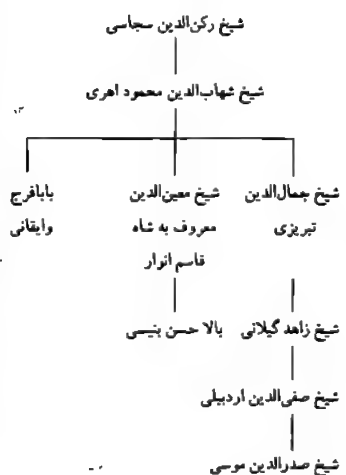 شیخ رکن‌الدین سجاسی
شیخ شهاب‌الدین محمود اهری
۱۳
شیخ جمال‌الدین
تبریزی
شیخ معین‌الدین
معروف به شاه
قاسم انوار
بابافرج
وایقانی
شیخ زاهد گیلانی
بالا حسن بنیسی
شیخ صفی‌الدین اردبیلی
شیخ صدرالدین موسی